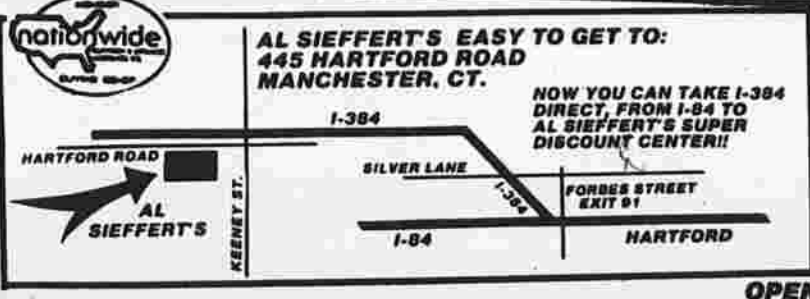 nationwide
AL SIEFFERT'S EASY TO GET TO:
445 HARTFORD ROAD
MANCHESTER, CT.
NOW YOU CAN TAKE I-384
DIRECT, FROM I-84 TO
AL SIEFFERT'S SUPER
DISCOUNT CENTER!!
I-384
HARTFORD ROAD
SILVER LANE
I-384
FORBES STREET
EXIT 91
AL
SIEFFERT'S
KEENEY ST.
I-84
HARTFORD